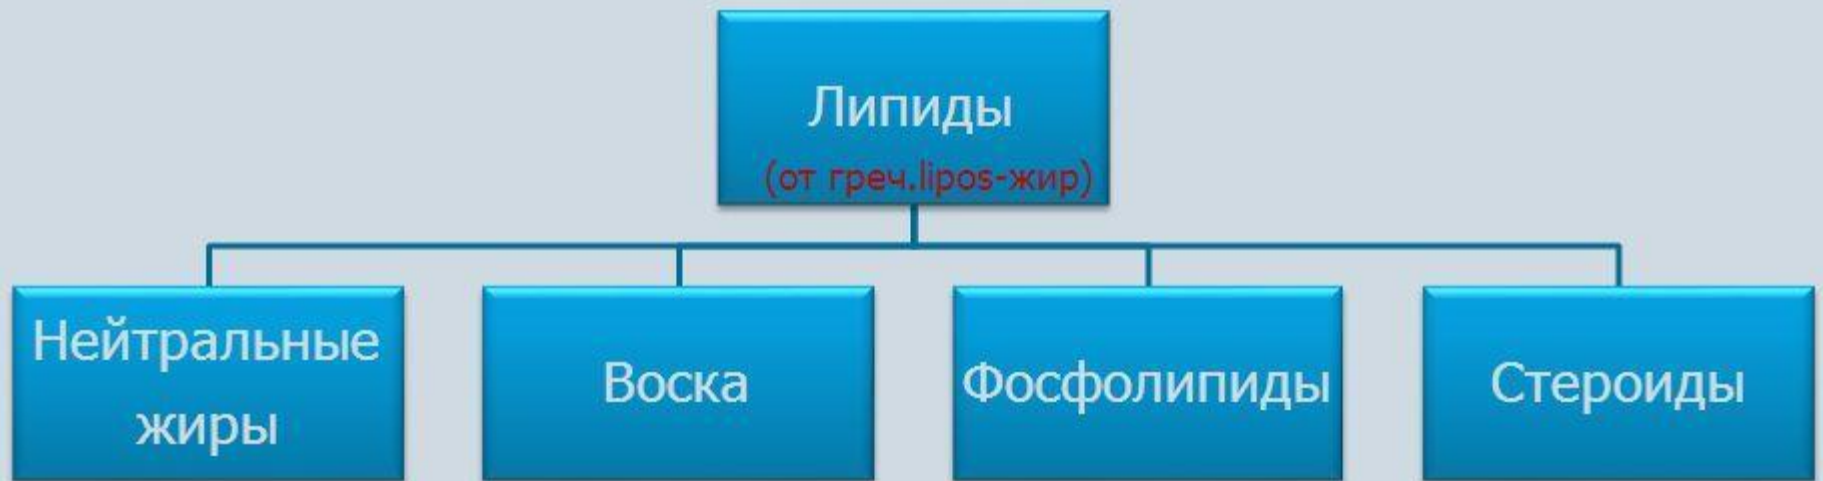 Липиды
(от греч.lipos-жир)
Нейтральные
жиры
Воска
Фосфолипиды
Стероиды